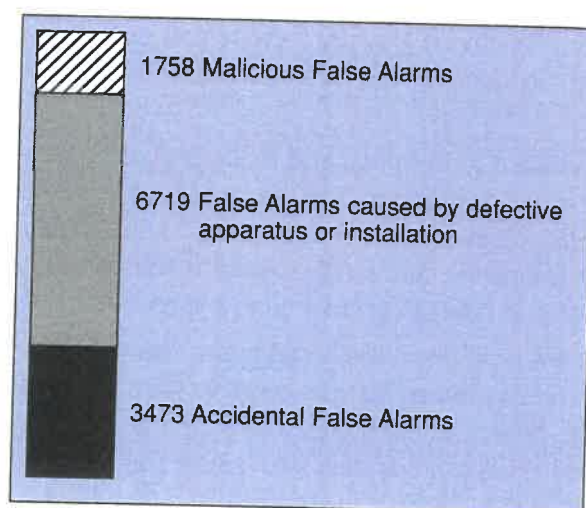 1758 Malicious False Alarms
6719 False Alarms caused by defective
apparatus or installation
3473 Accidental False Alarms